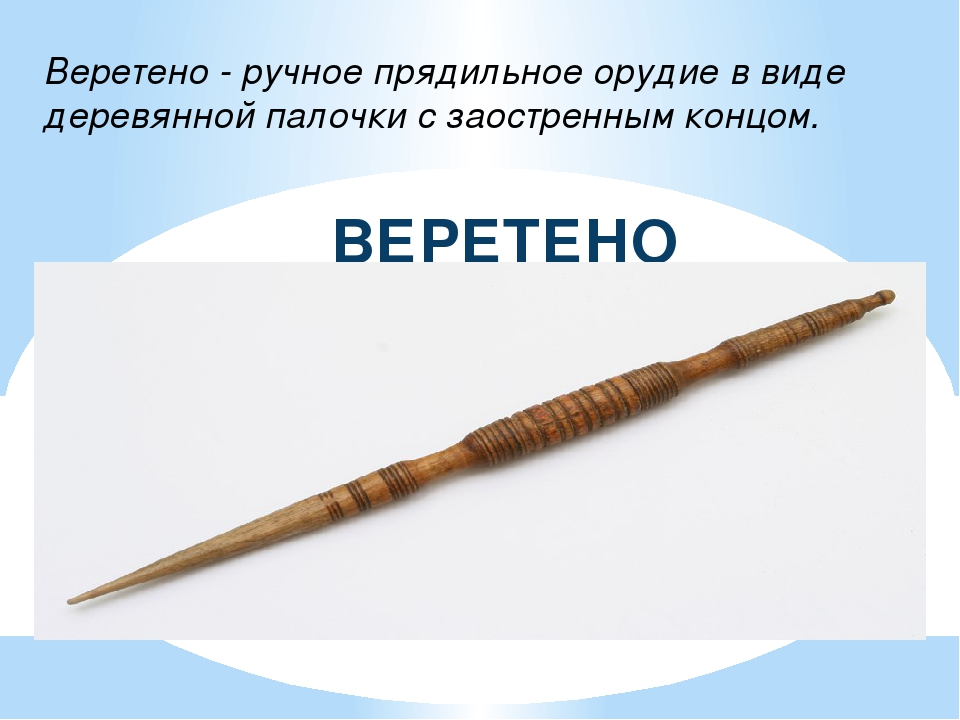 Веретено - ручное прядильное орудие в виде
деревянной палочки с заостренным концом.
ВЕРЕТЕНО